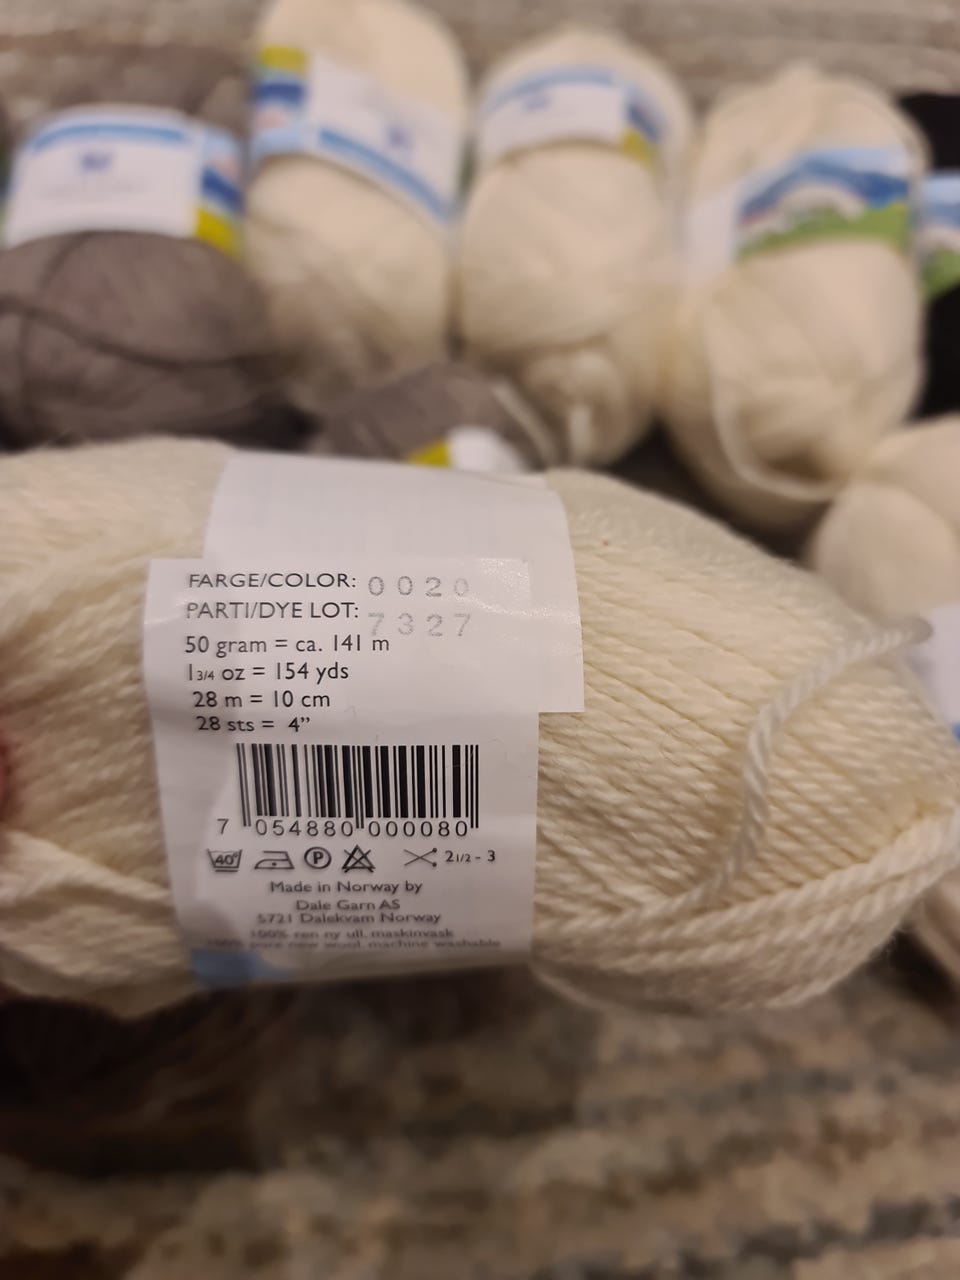 FARGE/COLOR: 0020
PARTI/DYE LOT: 7327
50 gram = ca. 141 m
1 3/4 oz = 154 yds
28 m = 10 cm
28 sts = 4"
7 054880 000080
40° P 2 1/2 - 3
Made in Norway by
Dale Garn AS
5721 Dalekvam Norway
100% ren ny ull, maskinvask
100% pure new wool, machine washable